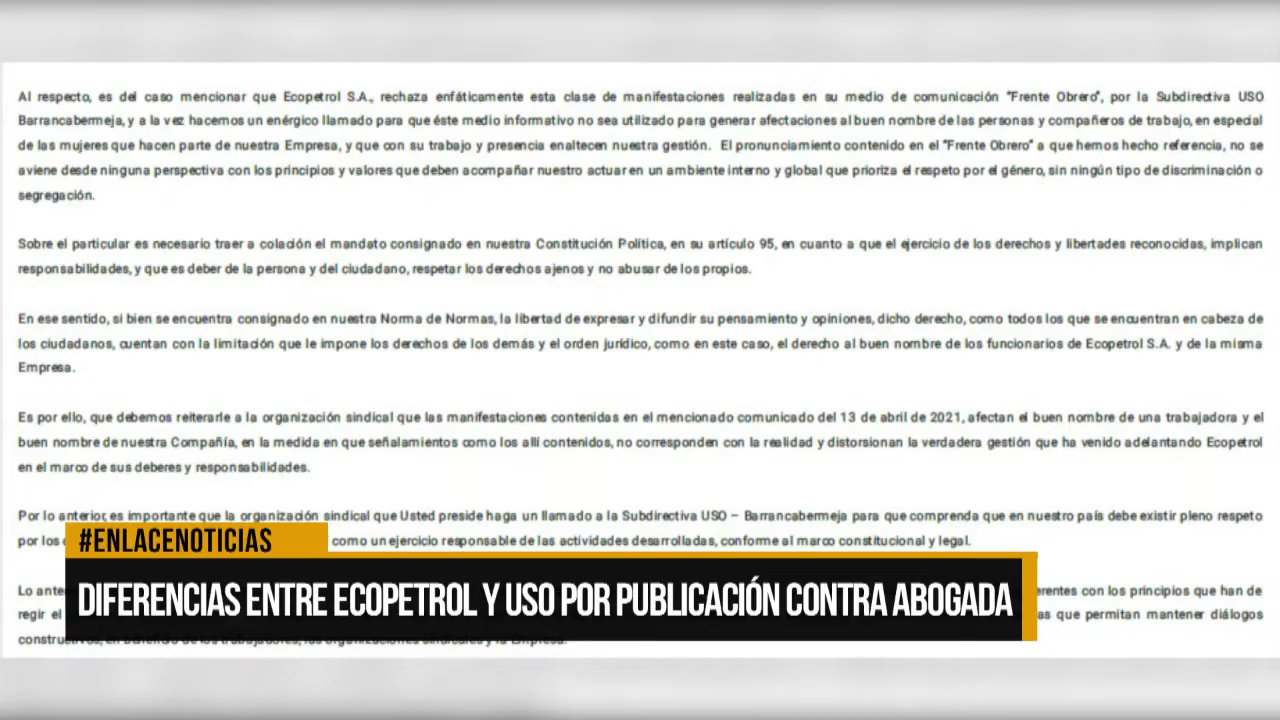 Al respecto, es del caso mencionar que Ecopetrol S.A., rechaza enfáticamente esta clase de manifestaciones realizadas en su medio de comunicación “Frente Obrero”, por la Subdirectiva USO
Barrancabermeja, y a la vez hacemos un enérgico llamado para que éste medio informativo no sea utilizado para generar afectaciones al buen nombre de las personas y compañeros de trabajo, en especial
de las mujeres que hacen parte de nuestra Empresa, y que con su trabajo y presencia enaltecen nuestra gestión. El pronunciamiento contenido en el “Frente Obrero” a que hemos hecho referencia, no se
aviene desde ninguna perspectiva con los principios y valores que deben acompañar nuestro actuar en un ambiente interno y global que prioriza el respeto por el género, sin ningún tipo de discriminación o
segregación.
Sobre el particular es necesario traer a colación el mandato consignado en nuestra Constitución Política, en su artículo 95, en cuanto a que el ejercicio de los derechos y libertades reconocidas, implican
responsabilidades, y que es deber de la persona y del ciudadano, respetar los derechos ajenos y no abusar de los propios.
En ese sentido, si bien se encuentra consignado en nuestra Norma de Normas, la libertad de expresar y difundir su pensamiento y opiniones, dicho derecho, como todos los que se encuentran en cabeza de
los ciudadanos, cuentan con la limitación que le impone los derechos de los demás y el orden jurídico, como en este caso, el derecho al buen nombre de los funcionarios de Ecopetrol S.A. y de la misma
Empresa.
Es por ello, que debemos reiterarle a la organización sindical que las manifestaciones contenidas en el mencionado comunicado del 13 de abril de 2021, afectan el buen nombre de una trabajadora y el
buen nombre de nuestra Compañía, en la medida en que señalamientos como los allí contenidos, no corresponden con la realidad y distorsionan la verdadera gestión que ha venido adelantando Ecopetrol
en el marco de sus deberes y responsabilidades.
Por lo anterior, es importante que la organización sindical que Usted preside haga un llamado a la Subdirectiva USO – Barrancabermeja para que comprenda que en nuestro país debe existir pleno respeto
por los como un ejercicio responsable de las actividades desarrolladas, conforme al marco constitucional y legal.
#ENLACENOTICIAS
Lo con los principios que han de
DIFERENCIAS ENTRE ECOPETROL Y USO POR PUBLICACIÓN CONTRA ABOGADA
regir el que permitan mantener diálogos